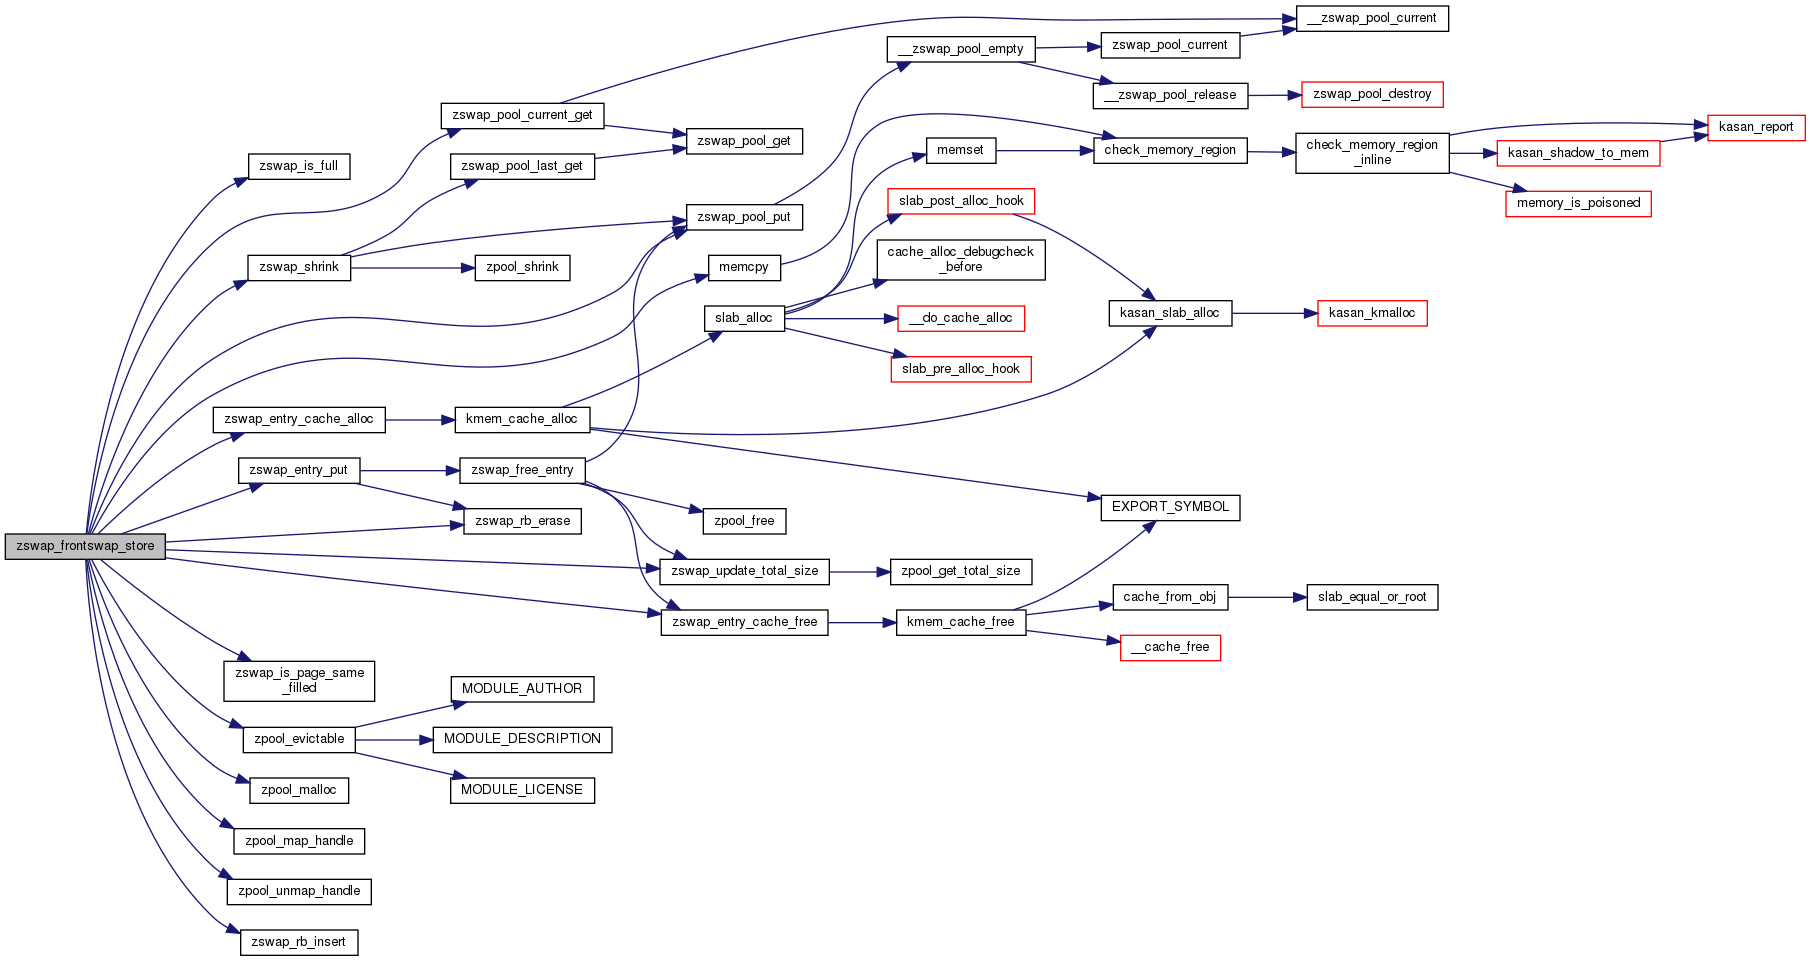 __zswap_pool_current
zswap_pool_current
__zswap_pool_empty
zswap_pool_destroy
__zswap_pool_release
zswap_pool_current_get
kasan_report
zswap_pool_get
check_memory_region
_inline
kasan_shadow_to_mem
memset
check_memory_region
zswap_is_full
zswap_pool_last_get
slab_post_alloc_hook
memory_is_poisoned
zswap_pool_put
cache_alloc_debugcheck
_before
zswap_shrink
zpool_shrink
memcpy
kasan_slab_alloc
kasan_kmalloc
slab_alloc
__do_cache_alloc
slab_pre_alloc_hook
zswap_entry_cache_alloc
kmem_cache_alloc
zswap_entry_put
zswap_free_entry
EXPORT_SYMBOL
zswap_rb_erase
zpool_free
zswap_frontswap_store
zswap_update_total_size
zpool_get_total_size
cache_from_obj
slab_equal_or_root
zswap_entry_cache_free
kmem_cache_free
__cache_free
zswap_is_page_same
_filled
MODULE_AUTHOR
zpool_evictable
MODULE_DESCRIPTION
zpool_malloc
MODULE_LICENSE
zpool_map_handle
zpool_unmap_handle
zswap_rb_insert